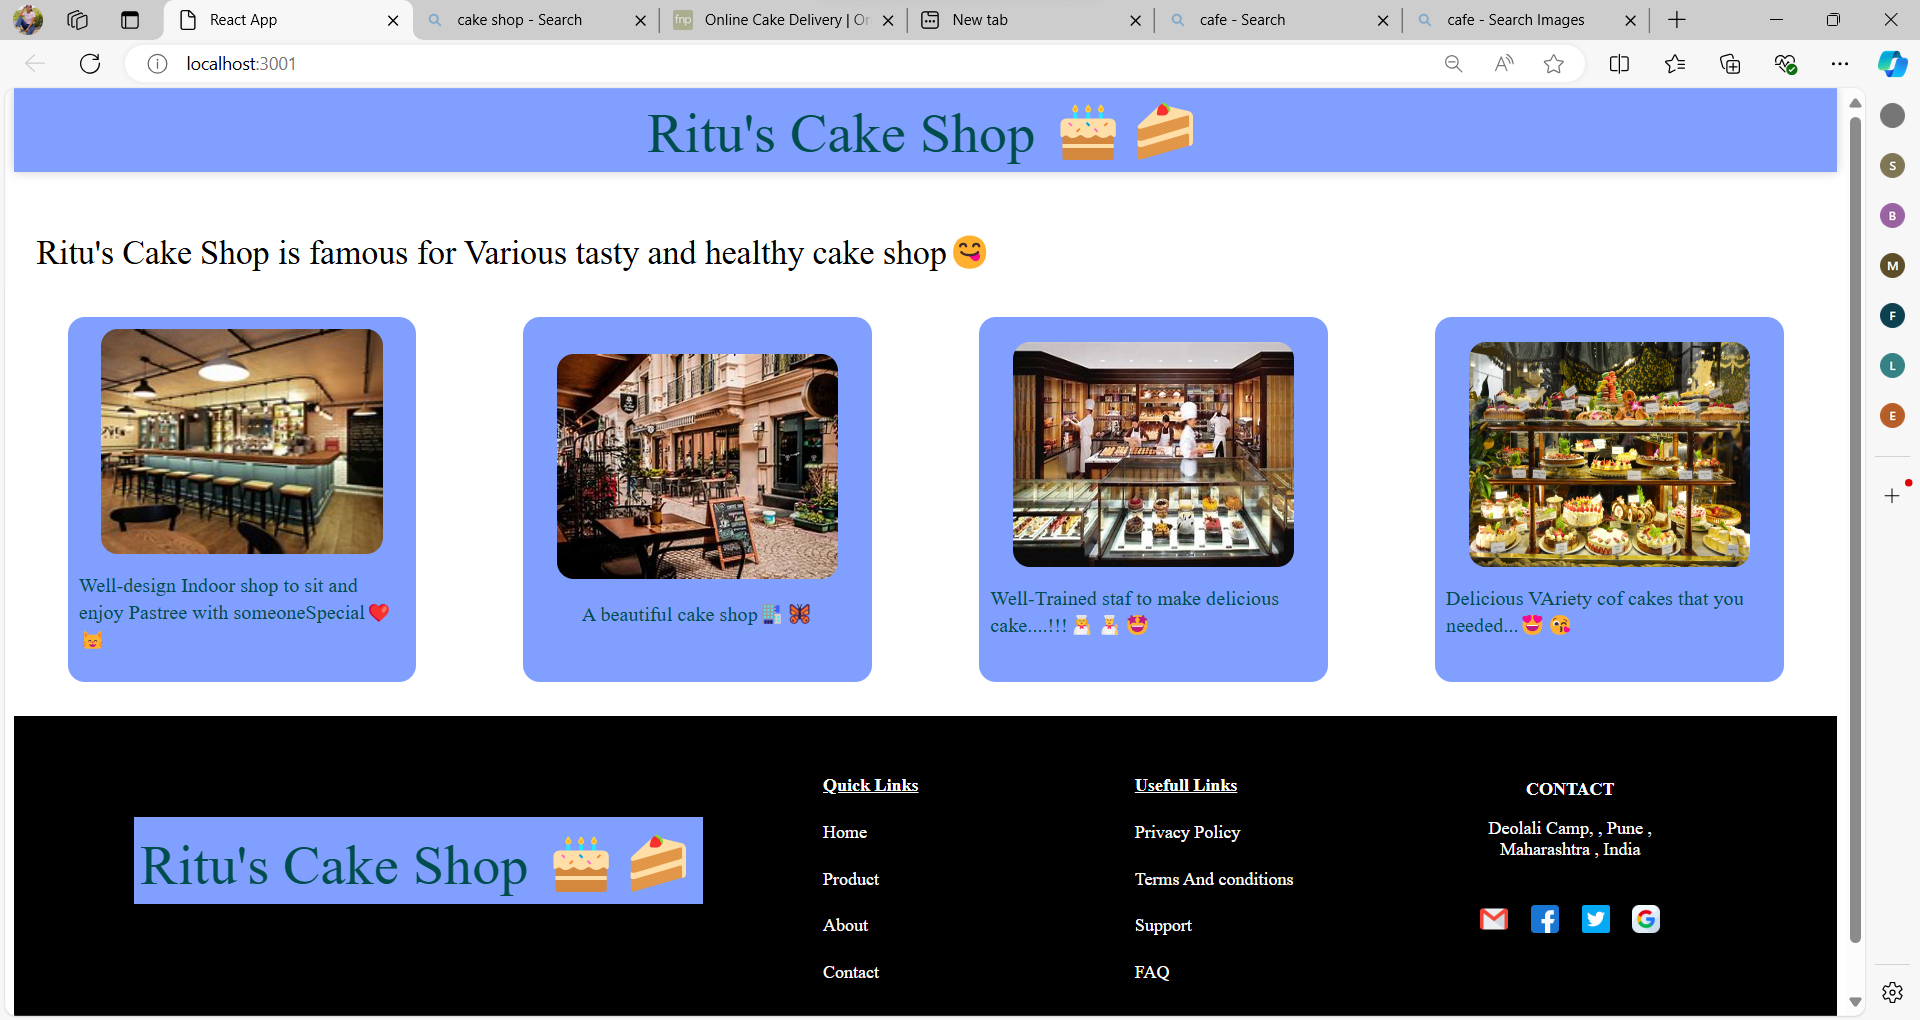 React App
cake shop - Search
fnp Online Cake Delivery | Or
New tab
cafe - Search
cafe - Search Images
localhost:3001
Ritu's Cake Shop 🎂 🍰
Ritu's Cake Shop is famous for Various tasty and healthy cake shop😋
Well-design Indoor shop to sit and
enjoy Pastree with someoneSpecial❤️
😺
A beautiful cake shop🏢 🦋
Well-Trained staf to make delicious
cake....!!!👨‍🍳 👨‍🍳 🤩
Delicious VAriety cof cakes that you
needed...😍 😘
Ritu's Cake Shop 🎂 🍰
Quick Links
Home
Product
About
Contact
Usefull Links
Privacy Policy
Terms And conditions
Support
FAQ
CONTACT
Deolali Camp, , Pune ,
Maharashtra , India
S
B
M
F
L
E